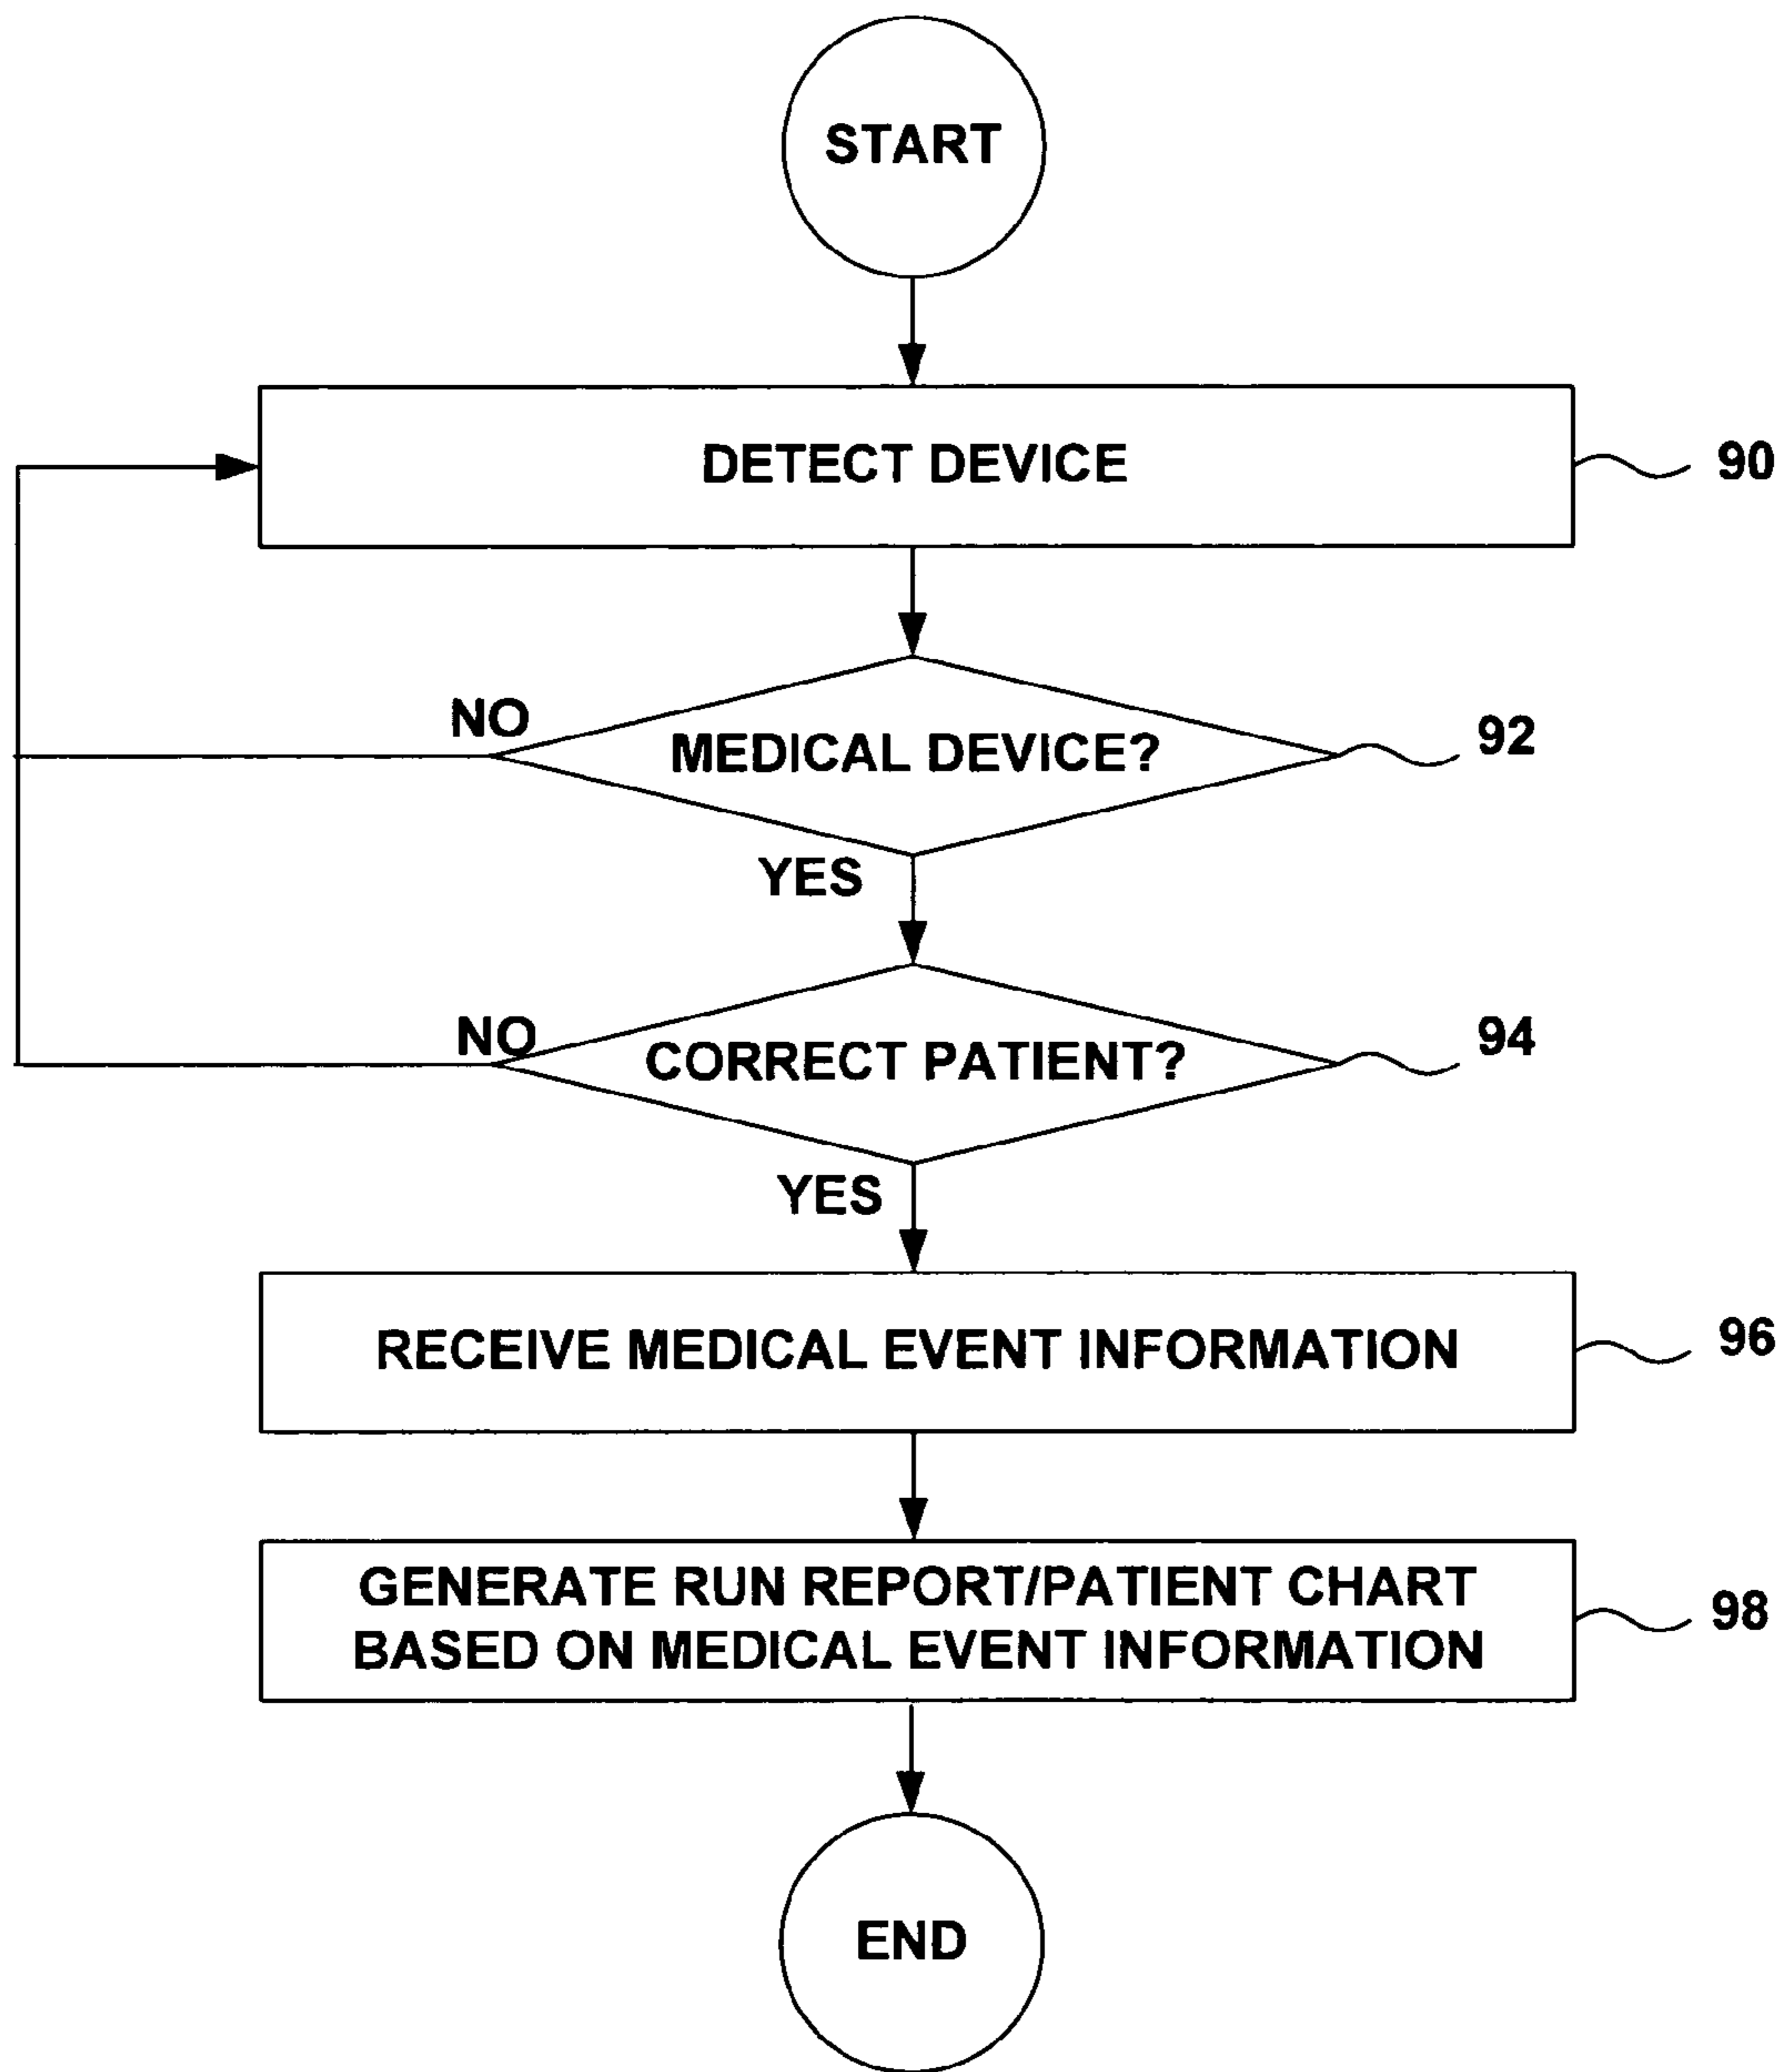 START
DETECT DEVICE
90
NO
MEDICAL DEVICE?
92
YES
NO
CORRECT PATIENT?
94
YES
RECEIVE MEDICAL EVENT INFORMATION
96
GENERATE RUN REPORT/PATIENT CHART
BASED ON MEDICAL EVENT INFORMATION
98
END